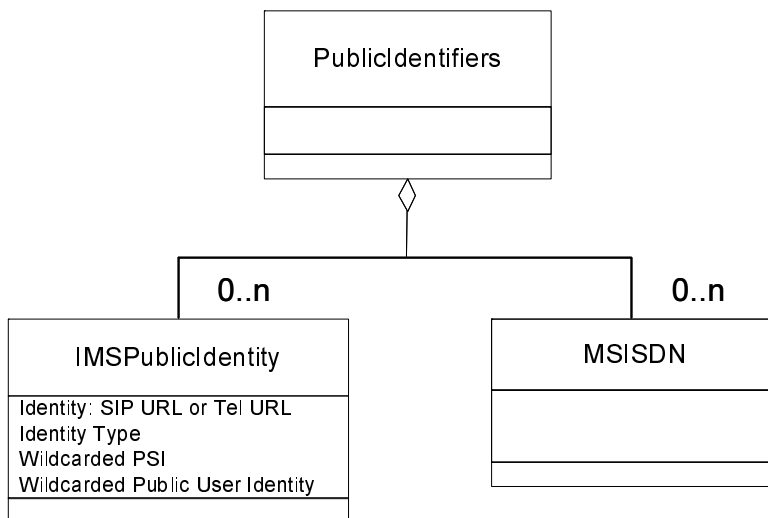 PublicIdentifiers
0..n
0..n
IMSPublicIdentity
MSISDN
Identity: SIP URL or Tel URL
Identity Type
Wildcarded PSI
Wildcarded Public User Identity